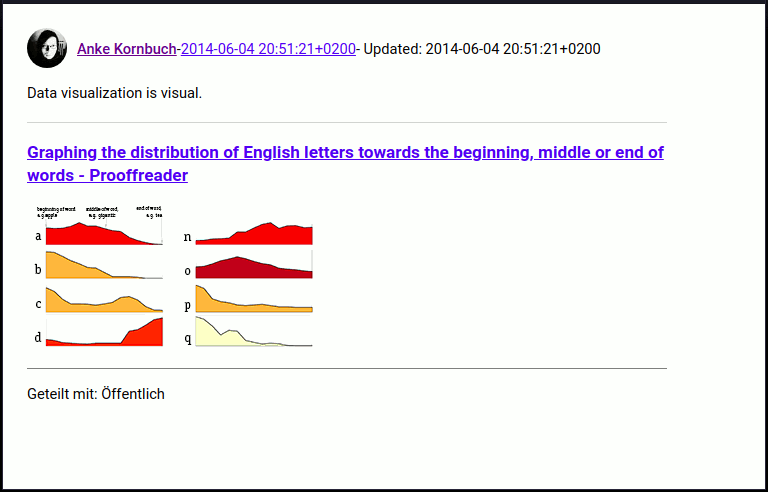 Anke Kornbuch-2014-06-04 20:51:21+0200- Updated: 2014-06-04 20:51:21+0200
Data visualization is visual.
Graphing the distribution of English letters towards the beginning, middle or end of
words - Prooffreader
beginning of word middle of word, end of word,
e.g. apple e.g. gigantic e.g. tea
a n
b o
c p
d q
Geteilt mit: Öffentlich